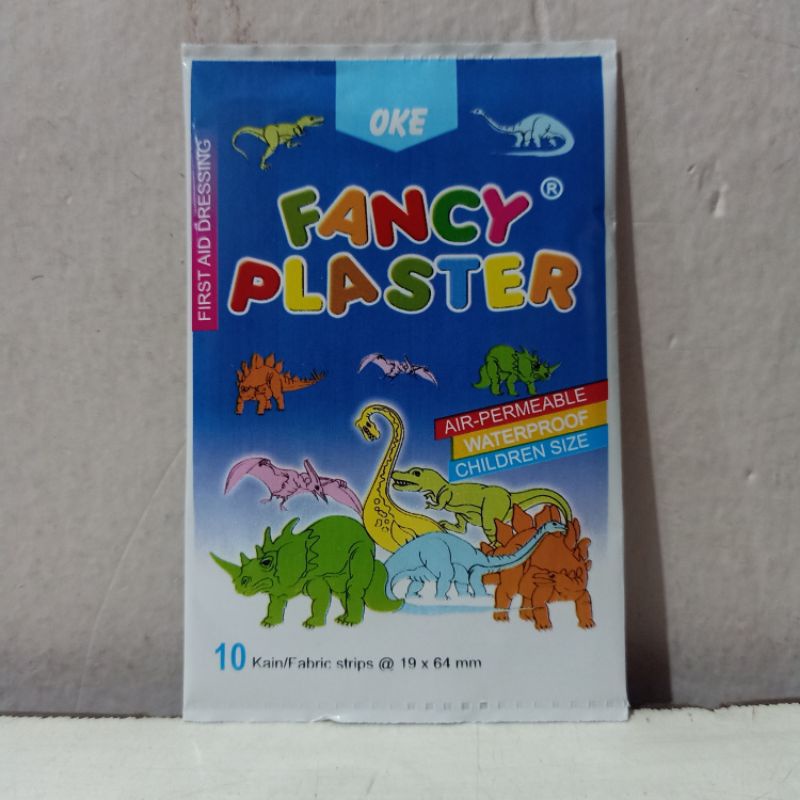 OKE
FIRST AID DRESSING
FANCY ®
PLASTER
AIR-PERMEABLE
WATERPROOF
CHILDREN SIZE
10 Kain/Fabric strips @ 19 x 64 mm